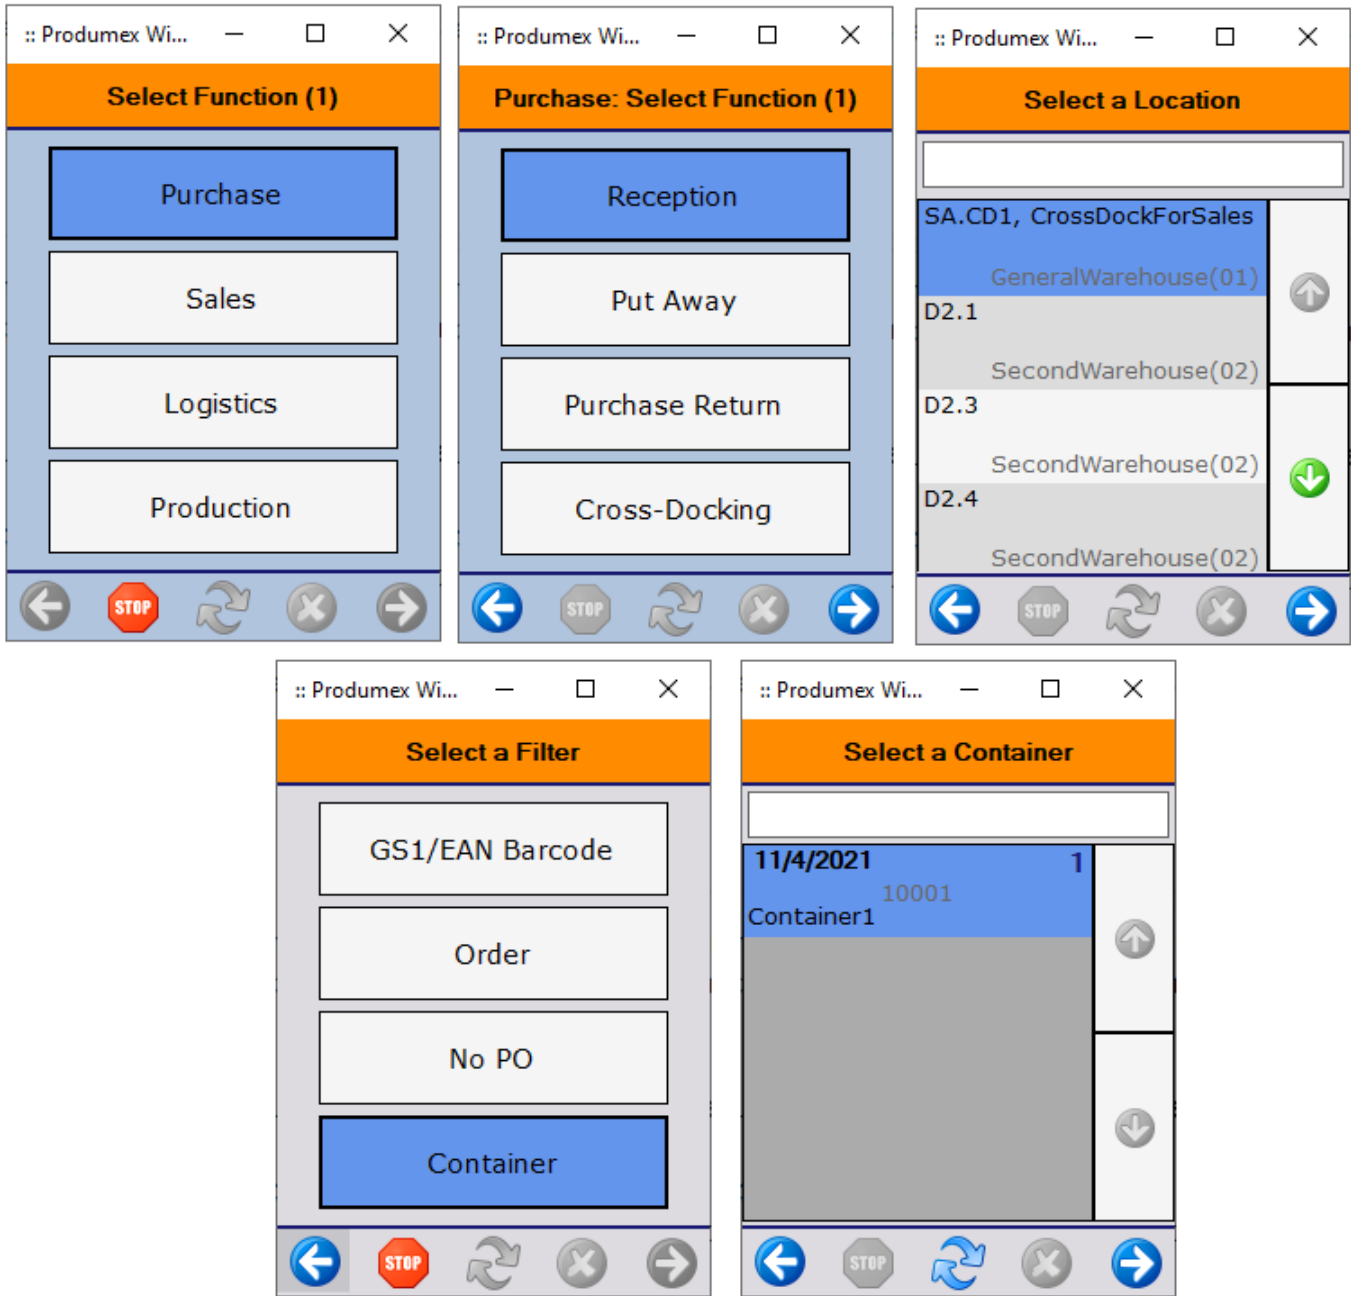 :: Produmex Wi...
Select Function (1)
Purchase
Sales
Logistics
Production
STOP
:: Produmex Wi...
Purchase: Select Function (1)
Reception
Put Away
Purchase Return
Cross-Docking
STOP
:: Produmex Wi...
Select a Location
SA.CD1, CrossDockForSales
GeneralWarehouse(01)
D2.1
SecondWarehouse(02)
D2.3
SecondWarehouse(02)
D2.4
SecondWarehouse(02)
STOP
:: Produmex Wi...
Select a Filter
GS1/EAN Barcode
Order
No PO
Container
STOP
:: Produmex Wi...
Select a Container
11/4/2021 1
10001
Container1
STOP